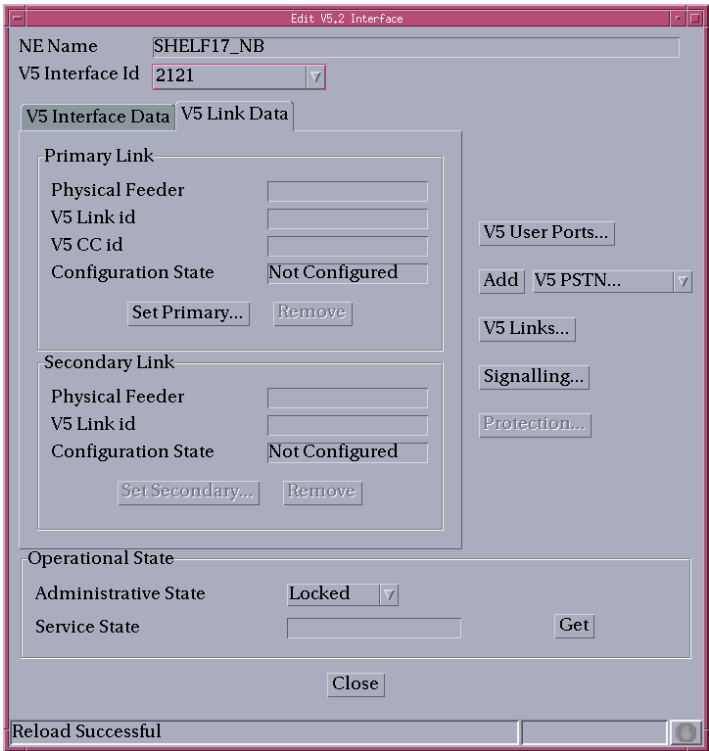 Edit V5.2 Interface
NE Name SHELF17_NB
V5 Interface Id 2121
V5 Interface Data V5 Link Data
Primary Link
Physical Feeder
V5 Link id
V5 CC id
Configuration State Not Configured
Set Primary... Remove
Secondary Link
Physical Feeder
V5 Link id
Configuration State Not Configured
Set Secondary... Remove
V5 User Ports...
Add V5 PSTN...
V5 Links...
Signalling...
Protection...
Operational State
Administrative State Locked
Service State Get
Close
Reload Successful